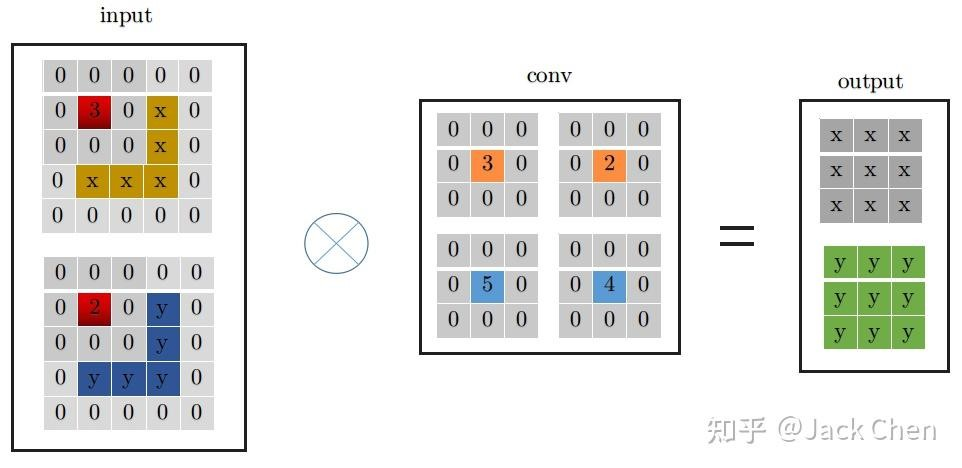 input
0 0 0 0 0
0 3 0 x 0
0 0 0 x 0
0 x x x 0
0 0 0 0 0
0 0 0 0 0
0 2 0 y 0
0 0 0 y 0
0 y y y 0
0 0 0 0 0
conv
0 0 0 0 0 0
0 3 0 0 2 0
0 0 0 0 0 0
0 0 0 0 0 0
0 5 0 0 4 0
0 0 0 0 0 0
=
output
x x x
x x x
x x x
y y y
y y y
y y y
知乎 @Jack Chen